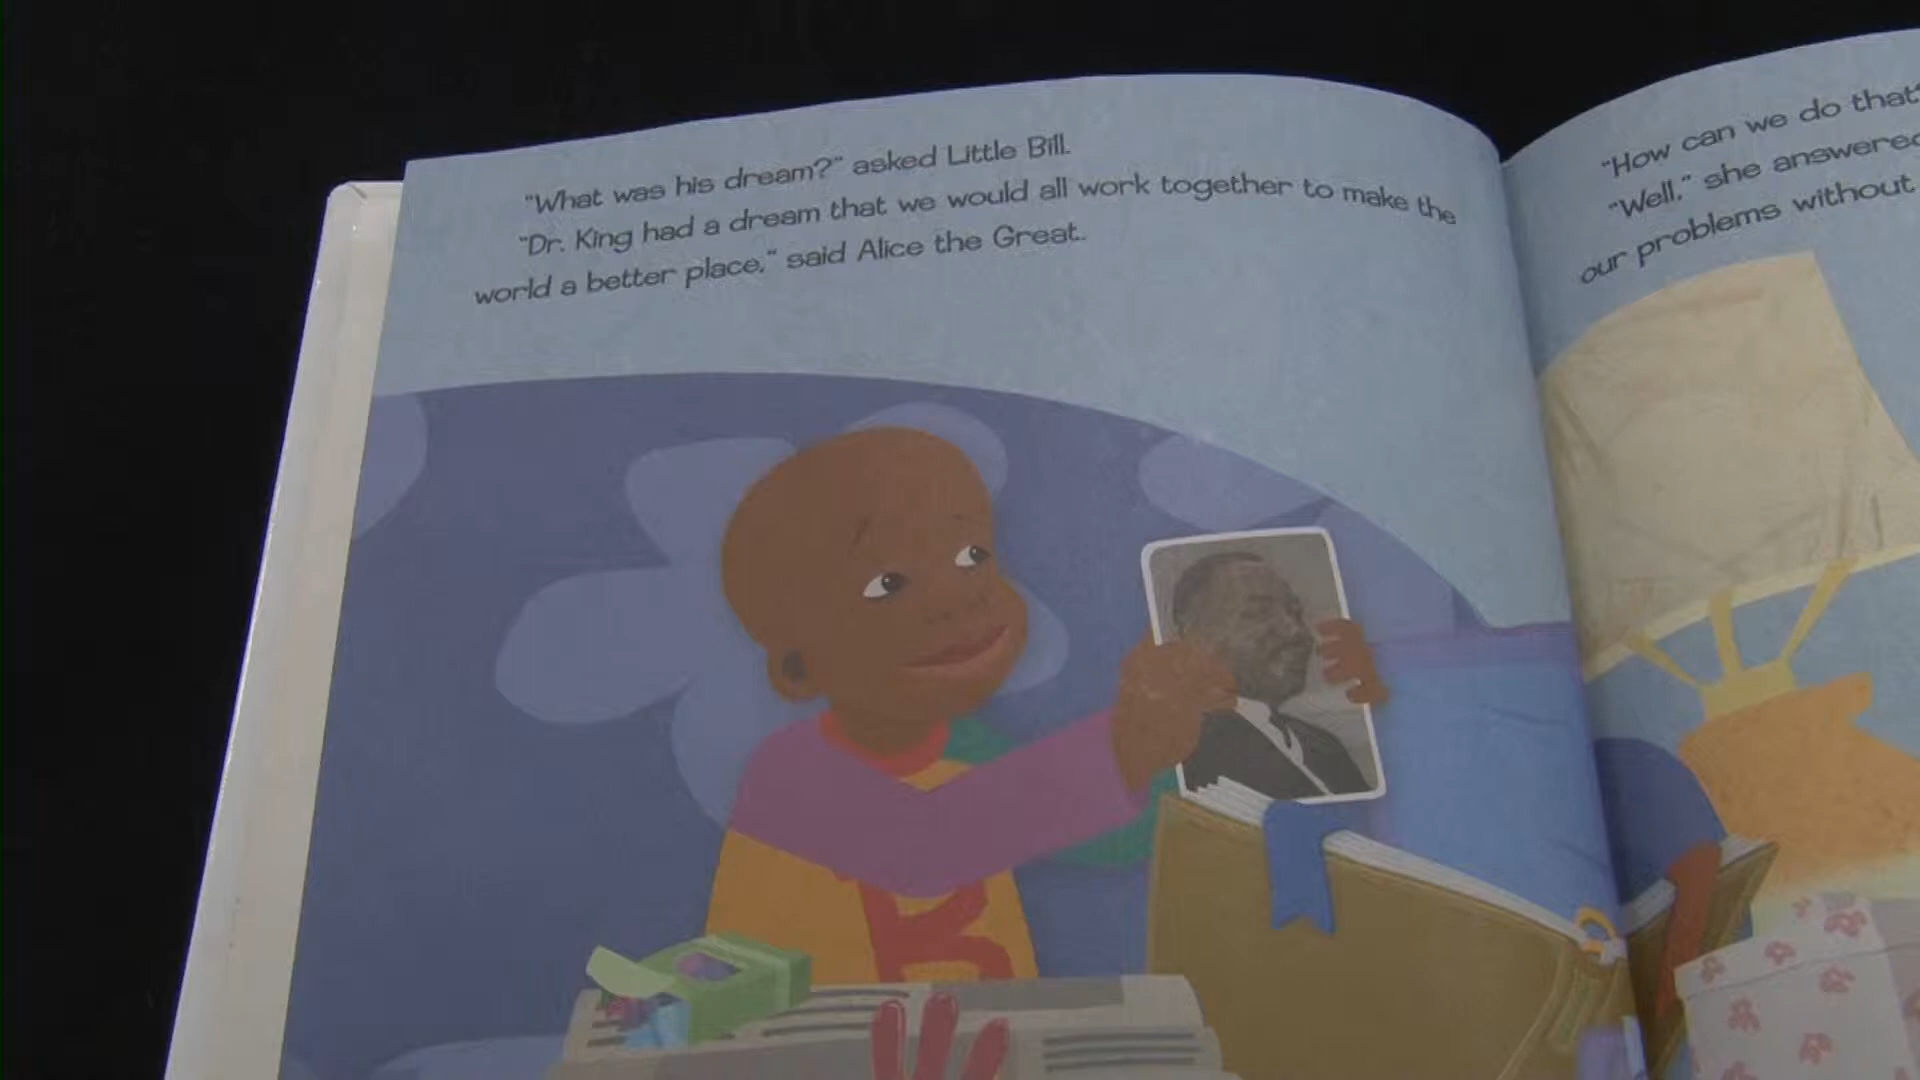 "What was his dream?" asked Little Bill.
"Dr. King had a dream that we would all work together to make the
world a better place," said Alice the Great.
"How can we do that
"Well," she answered
our problems without